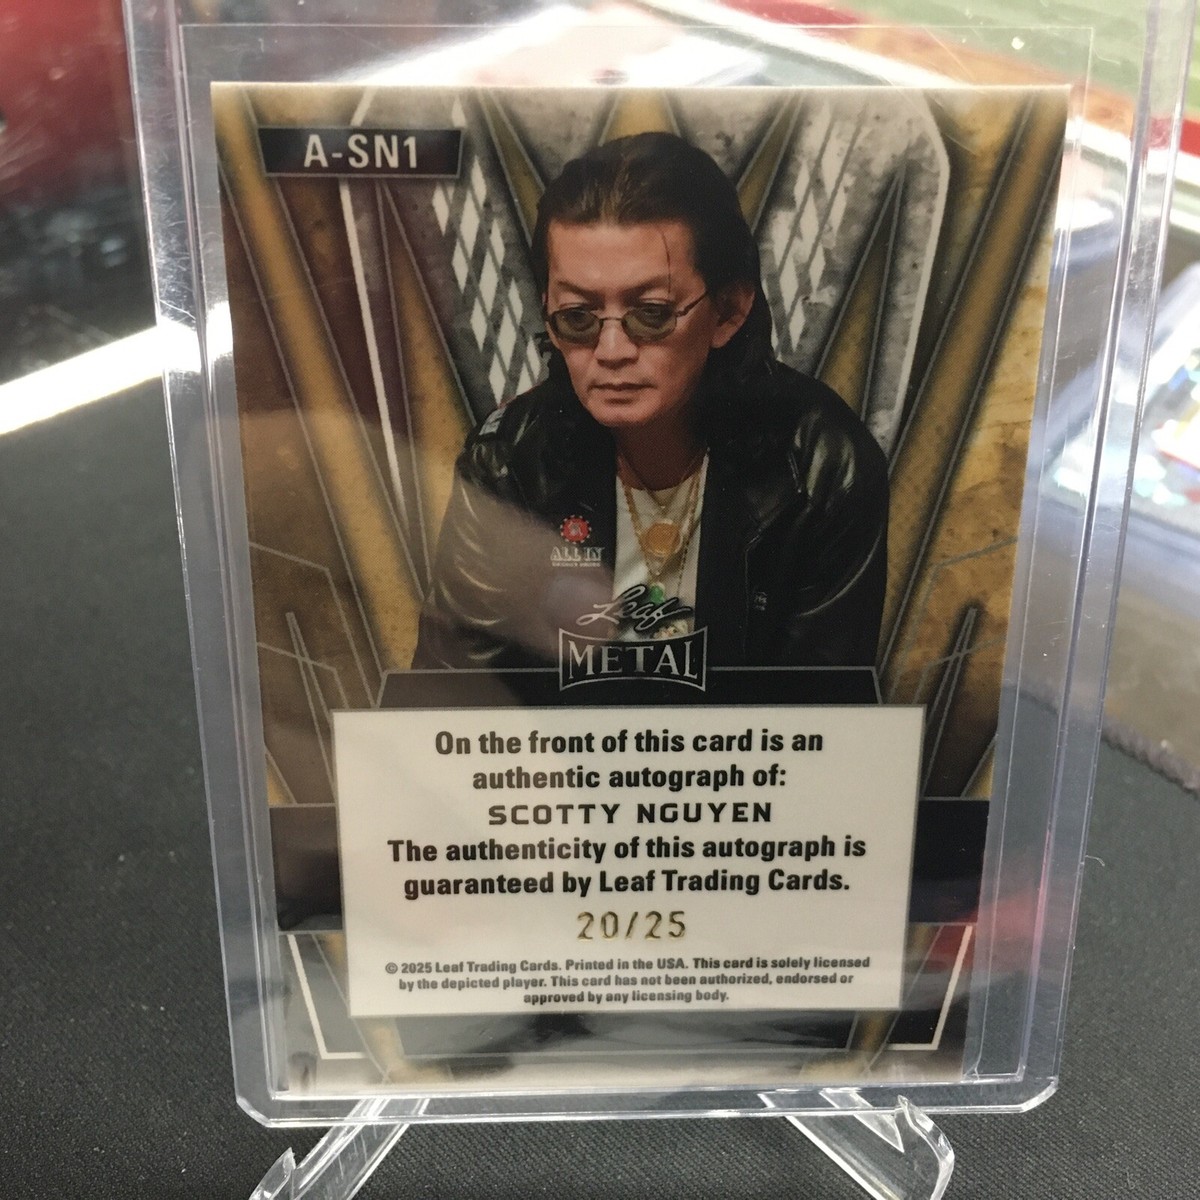 A-SN1
ALL IN
Leaf
METAL
On the front of this card is an
authentic autograph of:
SCOTTY NGUYEN
The authenticity of this autograph is
guaranteed by Leaf Trading Cards.
20/25
© 2025 Leaf Trading Cards. Printed in the USA. This card is solely licensed
by the depicted player. This card has not been authorized, endorsed or
approved by any licensing body.